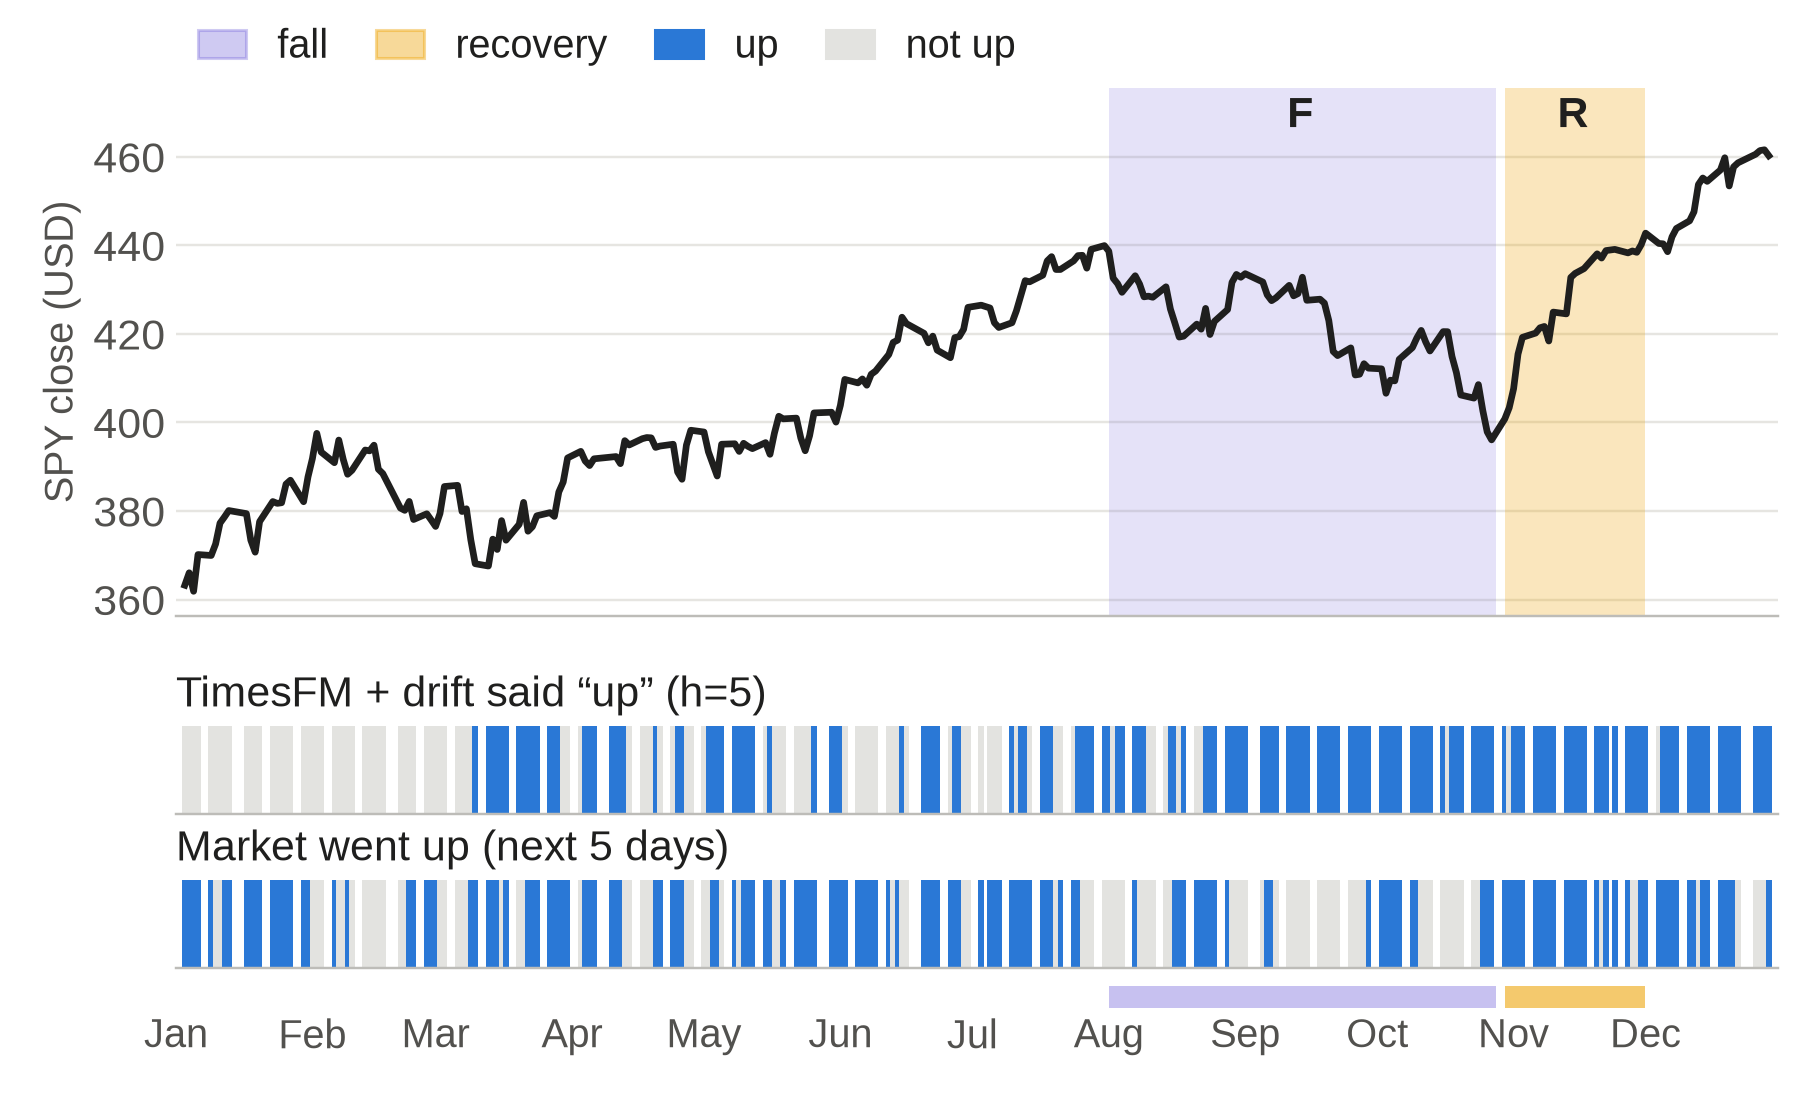 fall recovery up not up
F R
460
440
420
400
380
360
SPY close (USD)
TimesFM + drift said “up” (h=5)
Market went up (next 5 days)
Jan Feb Mar Apr May Jun Jul Aug Sep Oct Nov Dec